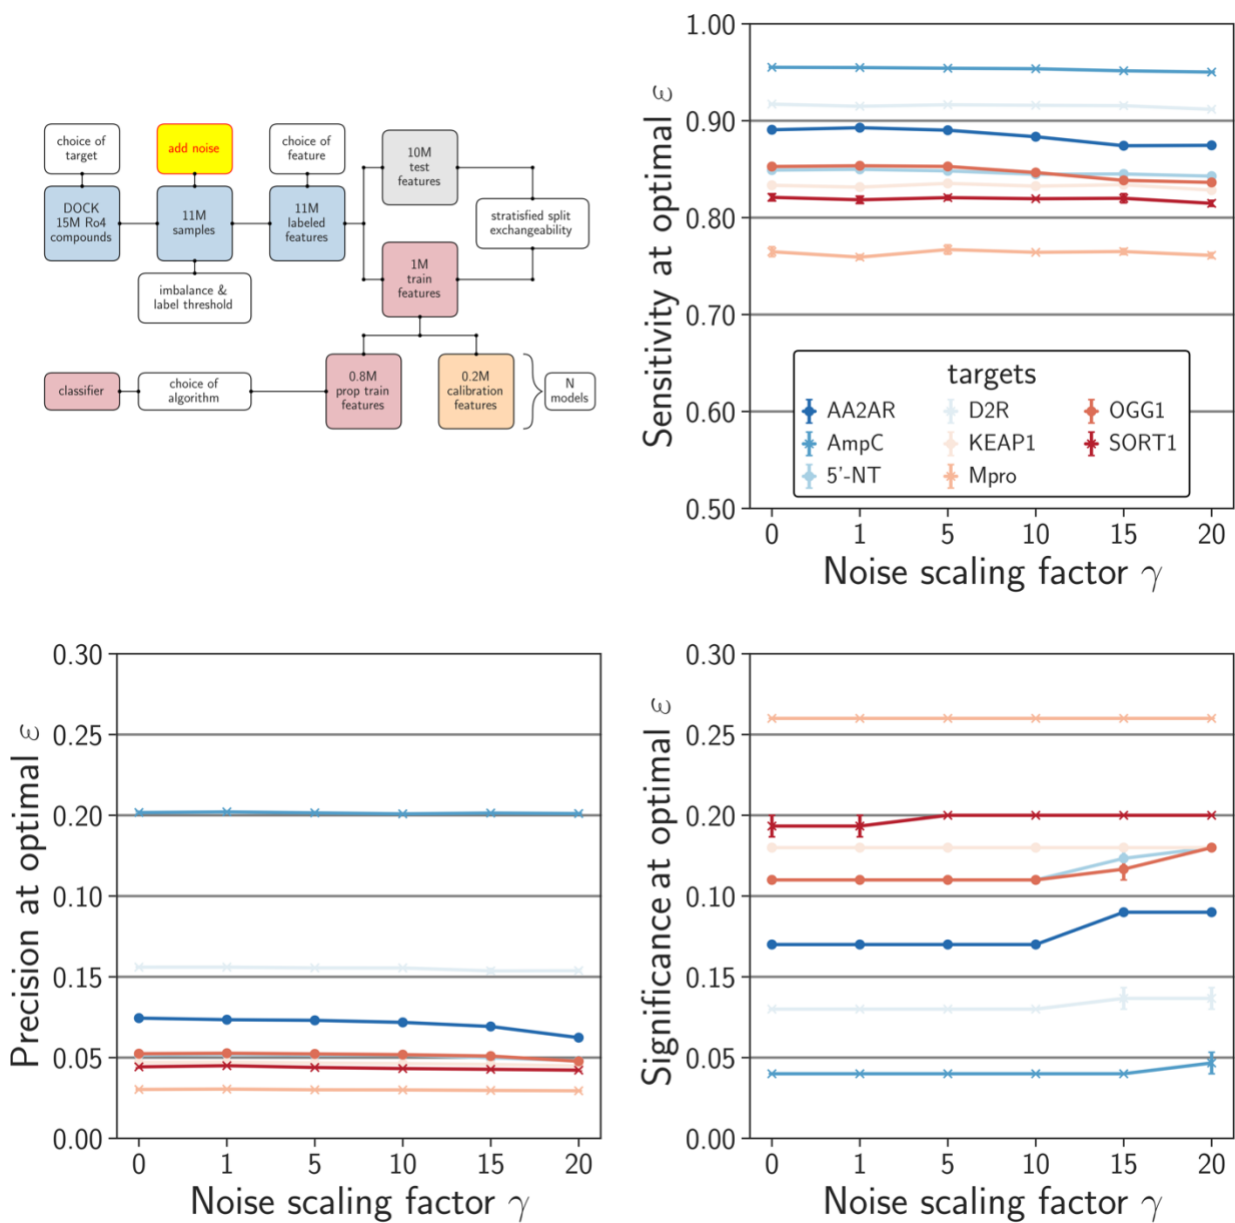 choice of
target
add noise
choice of
feature
DOCK
15M Ro4
compounds
11M
samples
11M
labeled
features
10M
test
features
stratisfied split
exchangeability
imbalance &
label threshold
1M
train
features
classifier
choice of
algorithm
0.8M
prop train
features
0.2M
calibration
features
N
models
Sensitivity at optimal ε
1.00
0.90
0.80
0.70
0.60
0.50
targets
AA2AR
D2R
OGG1
AmpC
KEAP1
SORT1
5'-NT
Mpro
0 1 5 10 15 20
Noise scaling factor γ
Precision at optimal ε
0.30
0.25
0.20
0.10
0.15
0.05
0.00
0 1 5 10 15 20
Noise scaling factor γ
Significance at optimal ε
0.30
0.25
0.20
0.10
0.15
0.05
0.00
0 1 5 10 15 20
Noise scaling factor γ